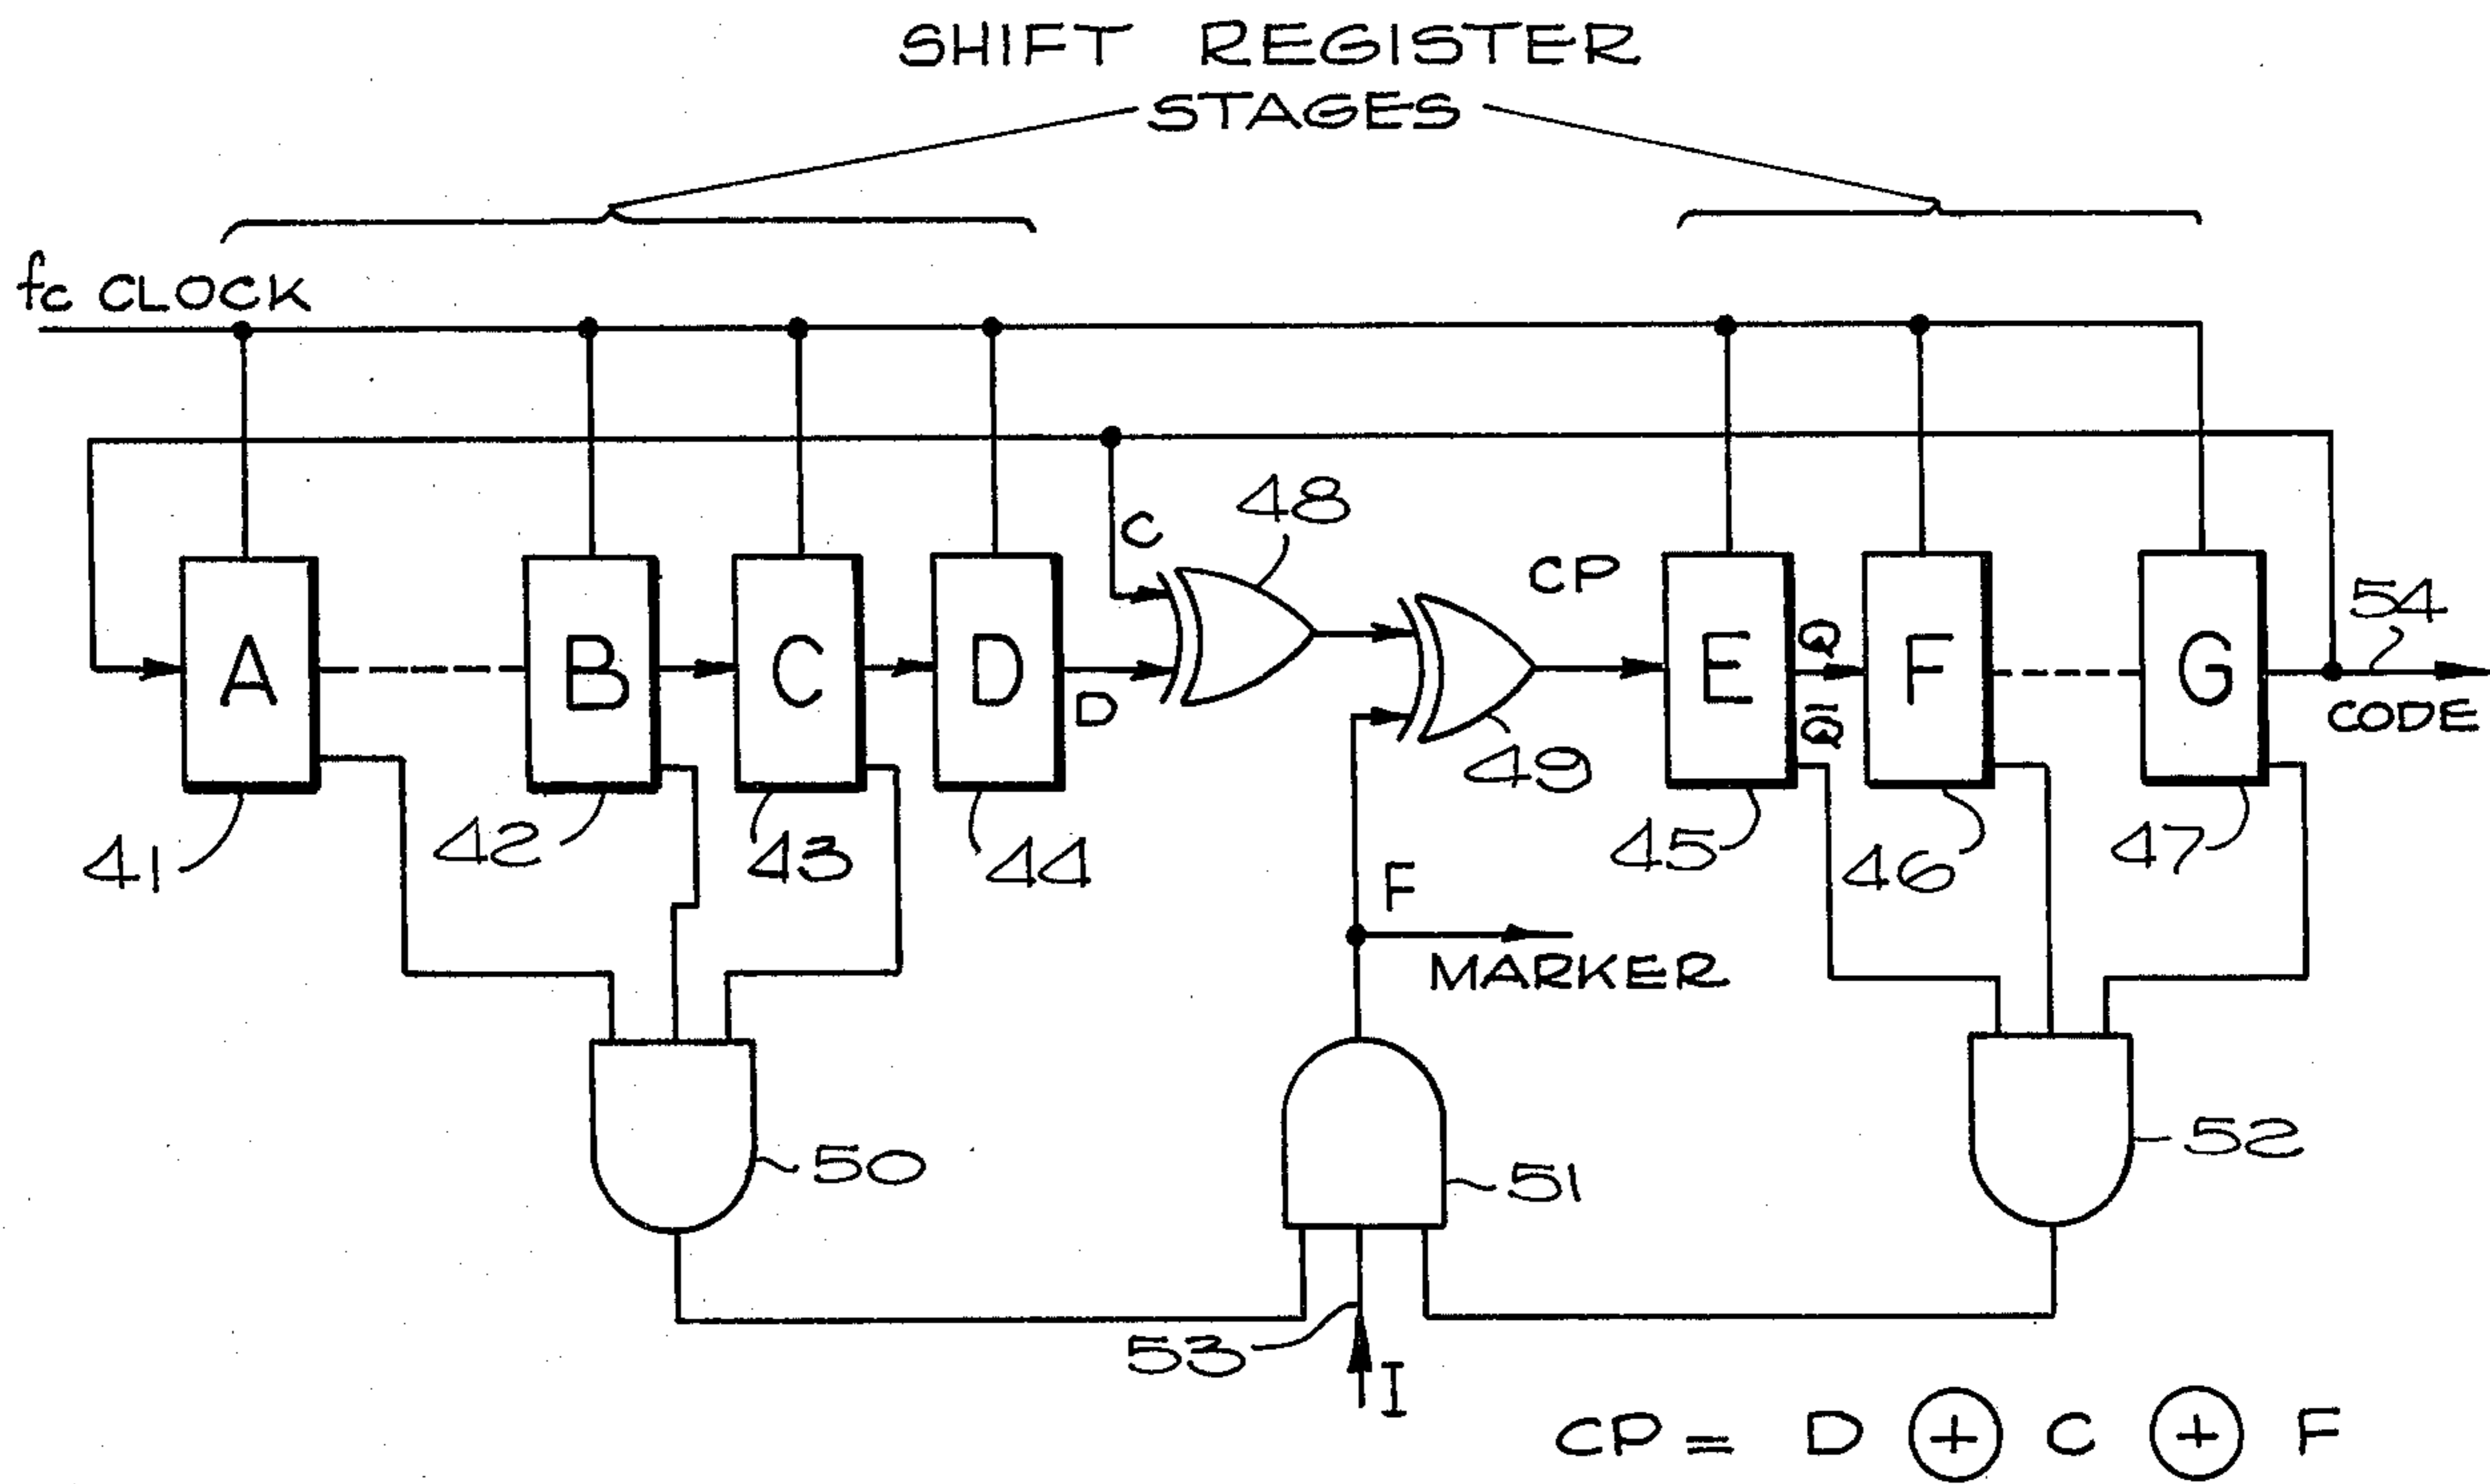 SHIFT REGISTER
STAGES
fc CLOCK
C
48
CP
54
A
B
C
D
E
Q
F
G
D
Q̅
CODE
49
41
42
43
44
45
46
47
F
MARKER
50
51
52
53
I
CP = D ⊕ C ⊕ F